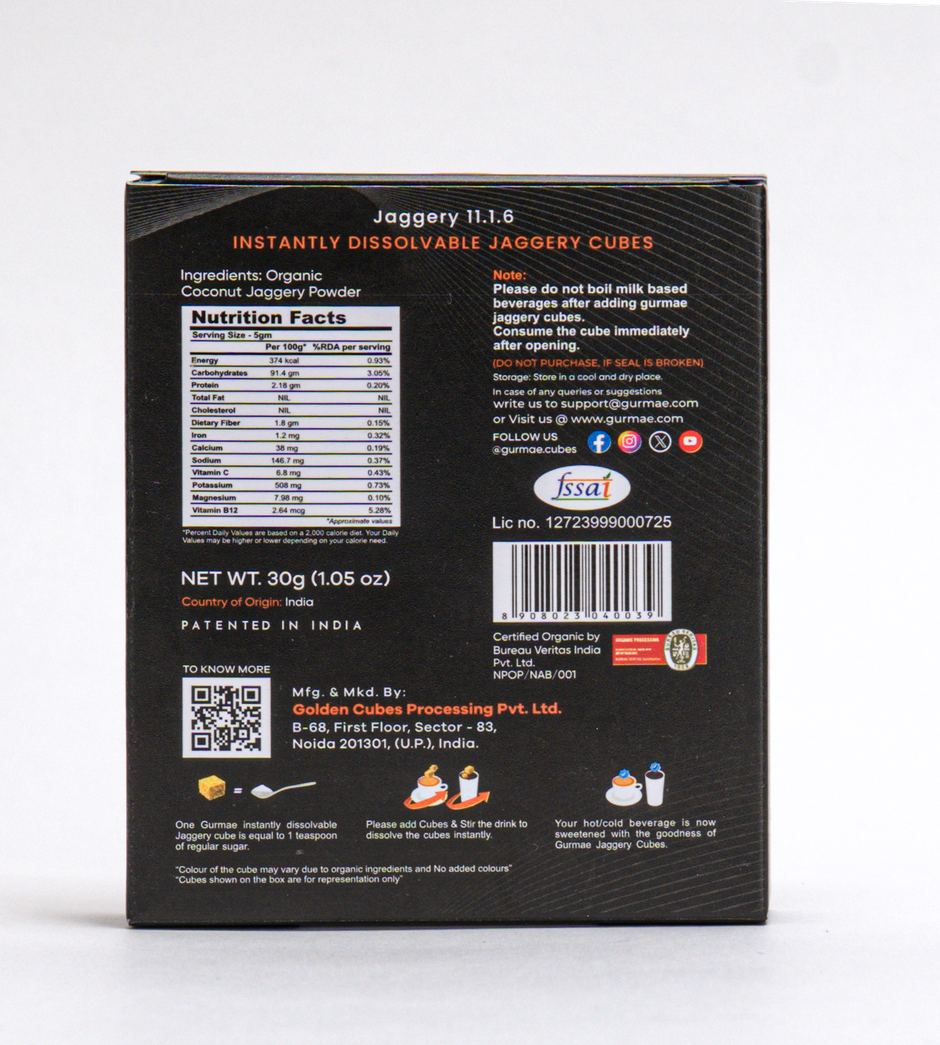 Jaggery 11.1.6
INSTANTLY DISSOLVABLE JAGGERY CUBES
Ingredients: Organic
Coconut Jaggery Powder
Nutrition Facts
Serving Size - 5gm
Per 100g* %RDA per serving
Energy 374 kcal 0.93%
Carbohydrates 91.4 gm 3.05%
Protein 2.18 gm 0.20%
Total Fat NIL NIL
Cholesterol NIL NIL
Dietary Fiber 1.8 gm 0.15%
Iron 1.2 mg 0.32%
Calcium 38 mg 0.19%
Sodium 146.7 mg 0.37%
Vitamin C 6.8 mg 0.43%
Potassium 508 mg 0.73%
Magnesium 7.98 mg 0.10%
Vitamin B12 2.64 mcg 5.28%
*Approximate values
*Percent Daily Values are based on a 2,000 calorie diet. Your Daily
Values may be higher or lower depending on your calorie need.
NET WT. 30g (1.05 oz)
Country of Origin: India
PATENTED IN INDIA
Note:
Please do not boil milk based
beverages after adding gurmae
jaggery cubes.
Consume the cube immediately
after opening.
(DO NOT PURCHASE, IF SEAL IS BROKEN)
Storage: Store in a cool and dry place.
In case of any queries or suggestions
write us to support@gurmae.com
or Visit us @ www.gurmae.com
FOLLOW US
@gurmae.cubes
fssai
Lic no. 12723999000725
8 908023 040039
Certified Organic by
Bureau Veritas India
Pvt. Ltd.
NPOP/NAB/001
ORGANIC PROCESSING
TO KNOW MORE
Mfg. & Mkd. By:
Golden Cubes Processing Pvt. Ltd.
B-68, First Floor, Sector - 83,
Noida 201301, (U.P.), India.
=
One Gurmae instantly dissolvable
Jaggery cube is equal to 1 teaspoon
of regular sugar.
Please add Cubes & Stir the drink to
dissolve the cubes instantly.
Your hot/cold beverage is now
sweetened with the goodness of
Gurmae Jaggery Cubes.
"Colour of the cube may vary due to organic ingredients and No added colours"
"Cubes shown on the box are for representation only"